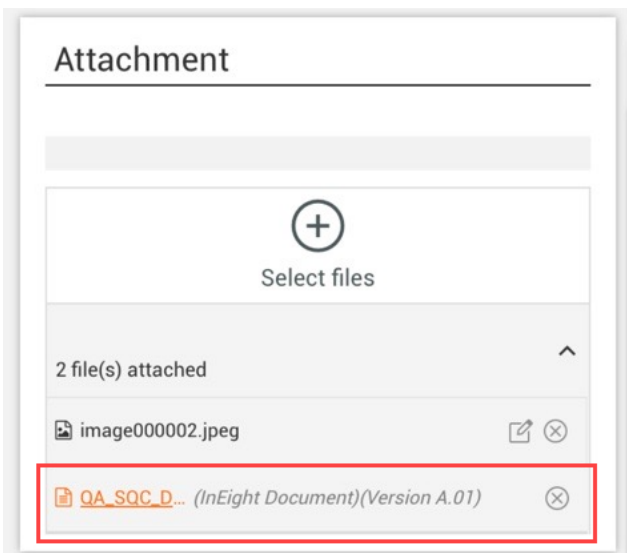 Attachment
Select files
2 file(s) attached
image000002.jpeg
QA_SQC_D... (InEight Document)(Version A.01)